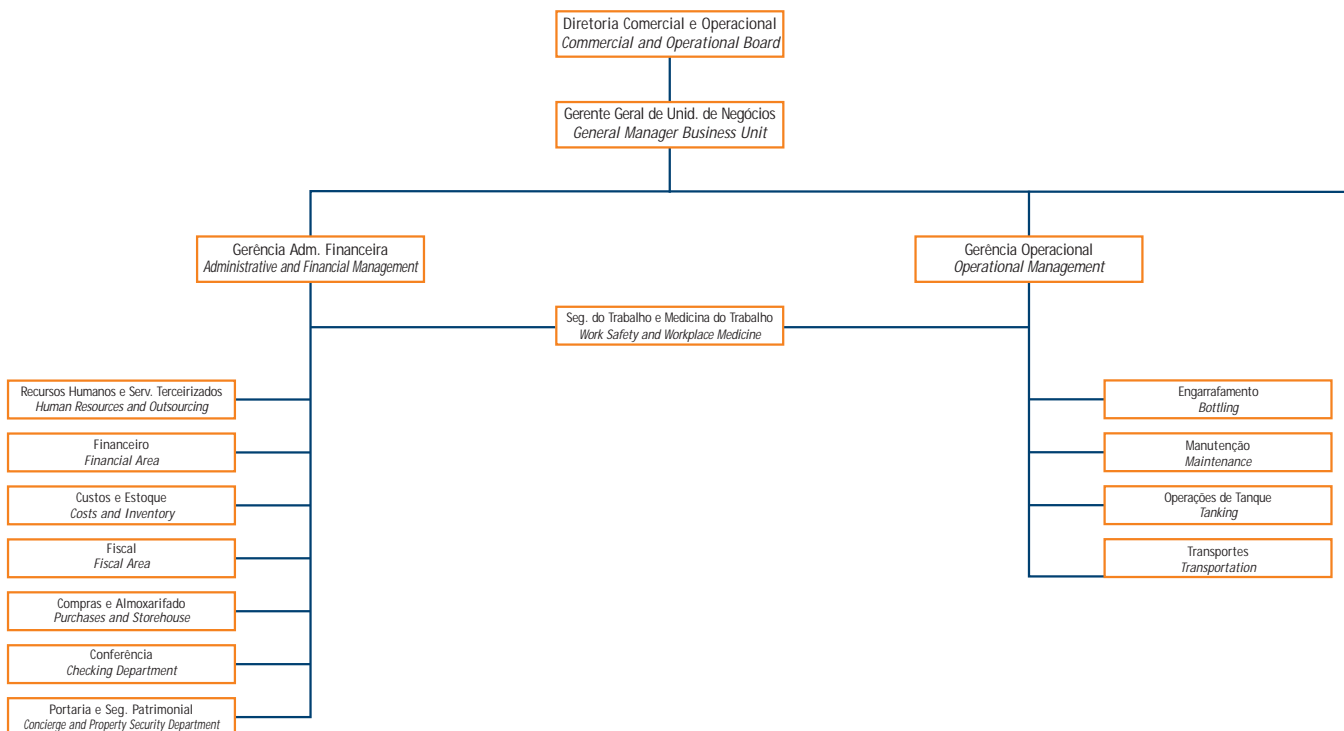 Diretoria Comercial e Operacional
Commercial and Operational Board
Gerente Geral de Unid. de Negócios
General Manager Business Unit
Gerência Adm. Financeira
Administrative and Financial Management
Gerência Operacional
Operational Management
Seg. do Trabalho e Medicina do Trabalho
Work Safety and Workplace Medicine
Recursos Humanos e Serv. Terceirizados
Human Resources and Outsourcing
Financeiro
Financial Area
Custos e Estoque
Costs and Inventory
Fiscal
Fiscal Area
Compras e Almoxarifado
Purchases and Storehouse
Conferência
Checking Department
Portaria e Seg. Patrimonial
Concierge and Property Security Department
Engarrafamento
Bottling
Manutenção
Maintenance
Operações de Tanque
Tanking
Transportes
Transportation